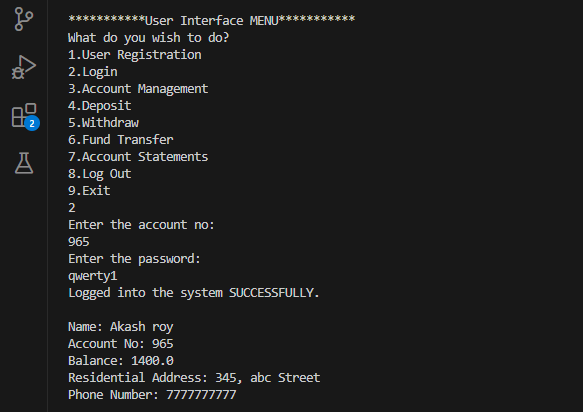 ***********User Interface MENU***********
What do you wish to do?
1.User Registration
2.Login
3.Account Management
4.Deposit
5.Withdraw
6.Fund Transfer
7.Account Statements
8.Log Out
9.Exit
2
Enter the account no:
965
Enter the password:
qwerty1
Logged into the system SUCCESSFULLY.
Name: Akash roy
Account No: 965
Balance: 1400.0
Residential Address: 345, abc Street
Phone Number: 7777777777
2